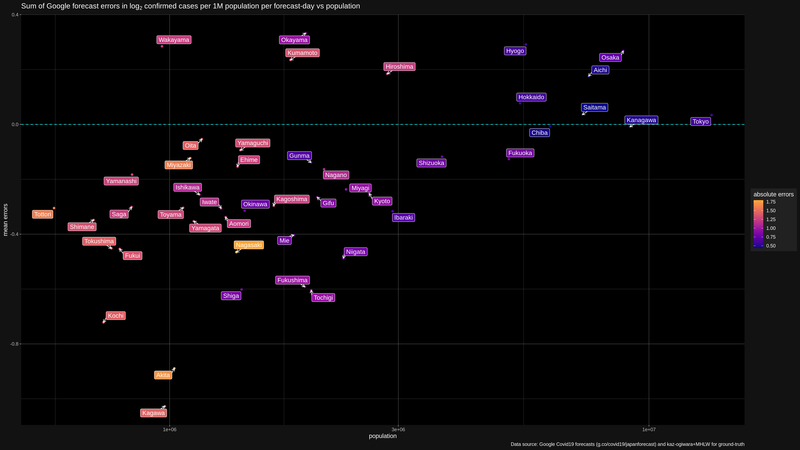 Sum of Google forecast errors in log2 confirmed cases per 1M population per forecast-day vs population
0.4
Wakayama
Okayama
Hyogo
Kumamoto
Osaka
Hiroshima
Aichi
Hokkaido
Saitama
Kanagawa
Tokyo
0.0
Chiba
Oita
Yamaguchi
Gunma
Fukuoka
Ehime
Miyazaki
Shizuoka
Nagano
absolute errors
1.75
1.50
1.25
1.00
0.75
0.50
Yamanashi
Ishikawa
Miyagi
Iwate
Okinawa
Kagoshima
Gifu
Kyoto
Tottori
Saga
Toyama
Ibaraki
mean errors
Shimane
Yamagata
Aomori
-0.4
Tokushima
Nagasaki
Mie
Fukui
Niigata
Fukushima
Shiga
Tochigi
Kochi
-0.8
Akita
Kagawa
1e+06
3e+06
1e+07
population
Data source: Google Covid19 forecasts (g.co/covid19/japanforecast) and kaz-ogiwara+MHLW for ground-truth